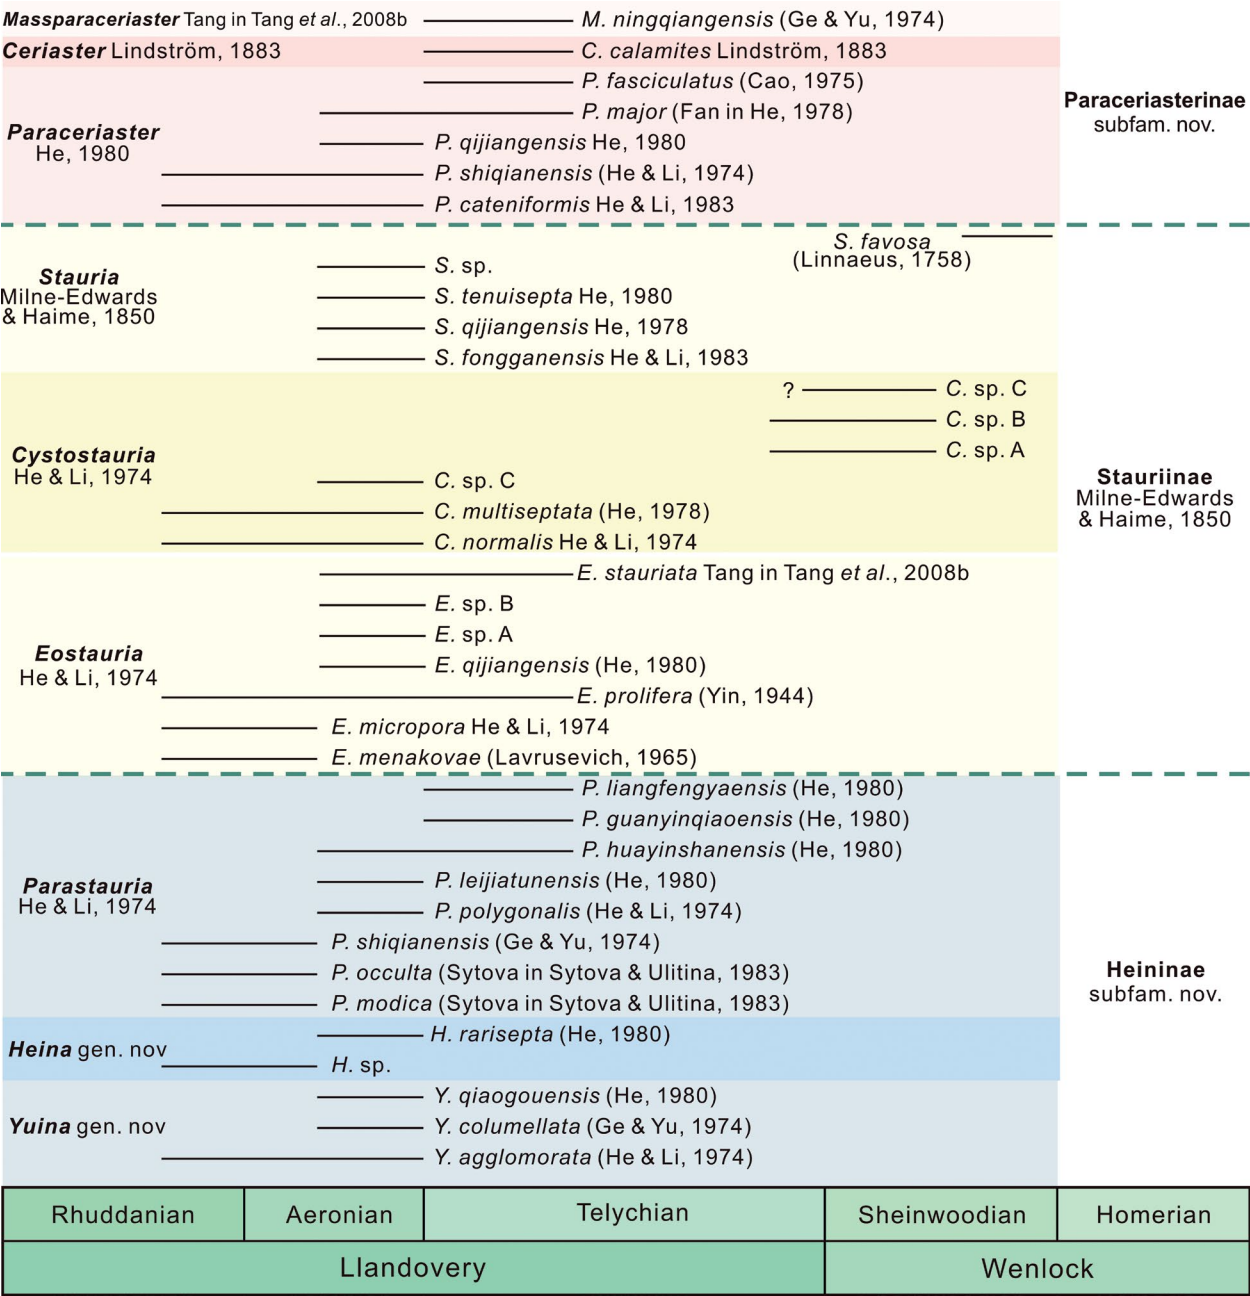 Massparaceriaster Tang in Tang et al., 2008b
M. ningqiangensis (Ge & Yu, 1974)
Ceriaster Lindström, 1883
C. calamites Lindström, 1883
P. fasciculatus (Cao, 1975)
P. major (Fan in He, 1978)
Paraceriaster
He, 1980
P. qijiangensis He, 1980
P. shiqianensis (He & Li, 1974)
P. cateniformis He & Li, 1983
Paraceriasterinae
subfam. nov.
S. favosa
(Linnaeus, 1758)
Stauria
Milne-Edwards
& Haime, 1850
S. sp.
S. tenuisepta He, 1980
S. qijiangensis He, 1978
S. fongganensis He & Li, 1983
? C. sp. C
C. sp. B
C. sp. A
Cystostauria
He & Li, 1974
C. sp. C
C. multiseptata (He, 1978)
C. normalis He & Li, 1974
Stauriinae
Milne-Edwards
& Haime, 1850
E. stauriata Tang in Tang et al., 2008b
E. sp. B
E. sp. A
Eostauria
He & Li, 1974
E. qijiangensis (He, 1980)
E. prolifera (Yin, 1944)
E. micropora He & Li, 1974
E. menakovae (Lavrusevich, 1965)
P. liangfengyaensis (He, 1980)
P. guanyinqiaoensis (He, 1980)
P. huayinshanensis (He, 1980)
Parastauria
He & Li, 1974
P. leijiatunensis (He, 1980)
P. polygonalis (He & Li, 1974)
P. shiqianensis (Ge & Yu, 1974)
P. occulta (Sytova in Sytova & Ulitina, 1983)
P. modica (Sytova in Sytova & Ulitina, 1983)
Heininae
subfam. nov.
Heina gen. nov
H. rarisepta (He, 1980)
H. sp.
Yuina gen. nov
Y. qiaogouensis (He, 1980)
Y. columellata (Ge & Yu, 1974)
Y. agglomorata (He & Li, 1974)
Rhuddanian Aeronian Telychian Sheinwoodian Homerian
Llandovery Wenlock